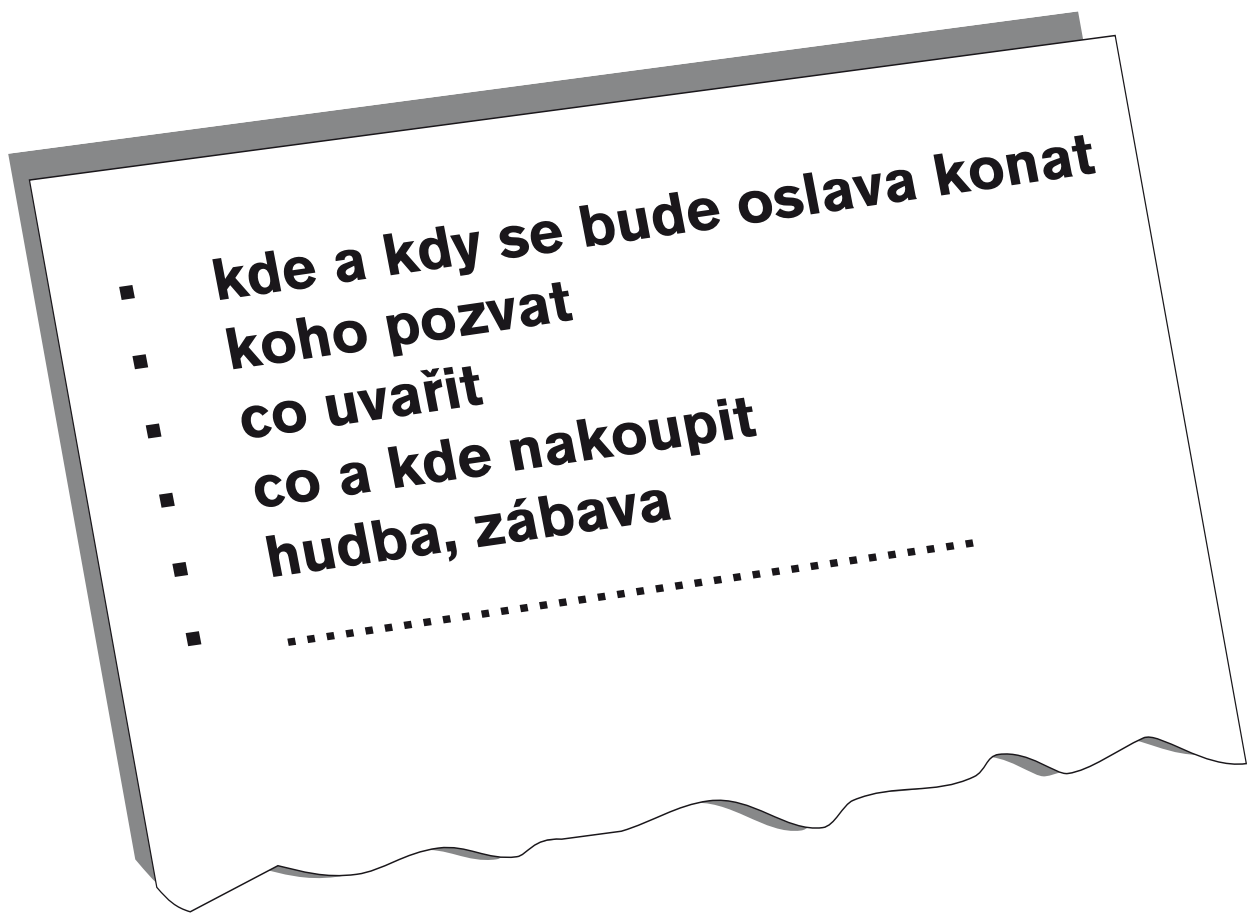 ▪ kde a kdy se bude oslava konat
▪ koho pozvat
▪ co uvařit
▪ co a kde nakoupit
▪ hudba, zábava
▪ ....................................